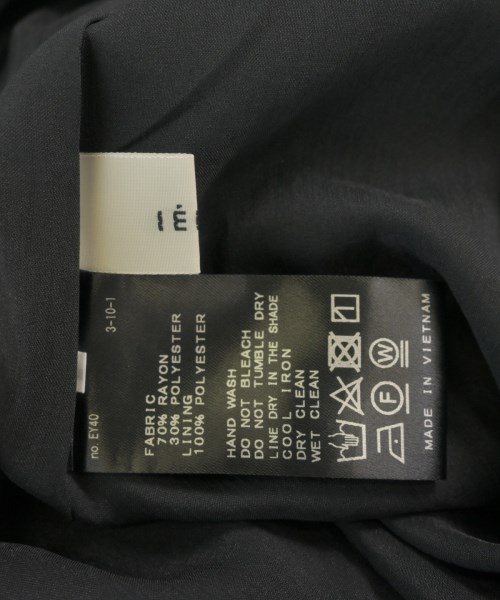 no. EY40
3-10-1
FABRIC
70% RAYON
30% POLYESTER
LINING
100% POLYESTER
HAND WASH
DO NOT BLEACH
DO NOT TUMBLE DRY
LINE DRY IN THE SHADE
COOL IRON
DRY CLEAN
WET CLEAN
F
W
MADE IN VIETNAM